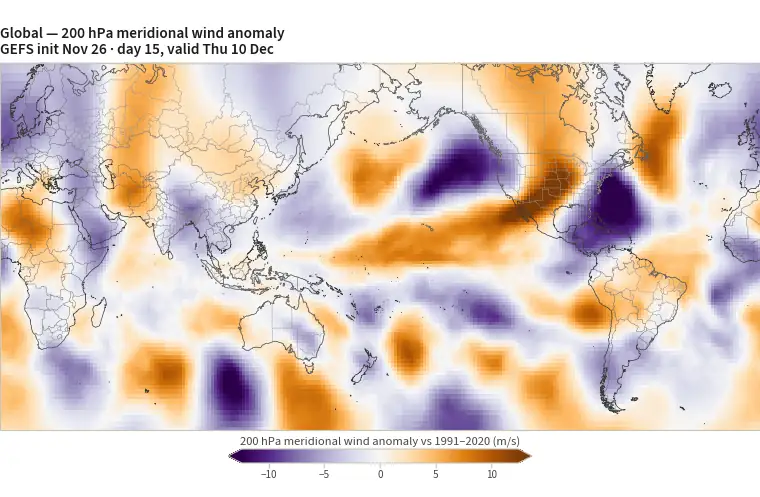 Global — 200 hPa meridional wind anomaly
GEFS init Nov 26 · day 15, valid Thu 10 Dec
200 hPa meridional wind anomaly vs 1991–2020 (m/s)
−10 −5 0 5 10